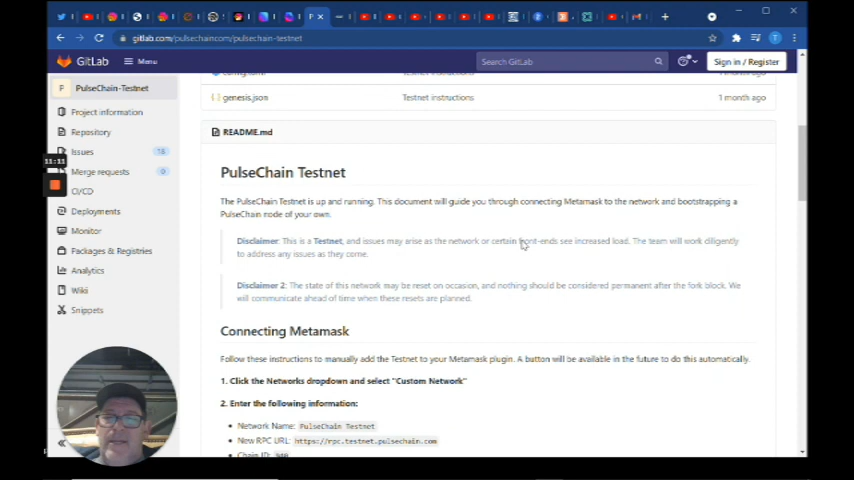 gitlab.com/pulsechaincom/pulsechain-testnet
GitLab
Menu
Search GitLab
Sign in / Register
P PulseChain-Testnet
Project information
Repository
Issues 18
Merge requests 0
CI/CD
Deployments
Monitor
Packages & Registries
Analytics
Wiki
Snippets
11:11
Testnet instructions
genesis.json Testnet instructions 1 month ago
README.md
PulseChain Testnet
The PulseChain Testnet is up and running. This document will guide you through connecting Metamask to the network and bootstrapping a
PulseChain node of your own.
Disclaimer: This is a Testnet, and issues may arise as the network or certain front-ends see increased load. The team will work diligently
to address any issues as they come.
Disclaimer 2: The state of this network may be reset on occasion, and nothing should be considered permanent after the fork block. We
will communicate ahead of time when these resets are planned.
Connecting Metamask
Follow these instructions to manually add the Testnet to your Metamask plugin. A button will be available in the future to do this automatically.
1. Click the Networks dropdown and select "Custom Network"
2. Enter the following information:
• Network Name: PulseChain Testnet
• New RPC URL: https://rpc.testnet.pulsechain.com
• Chain ID: 940